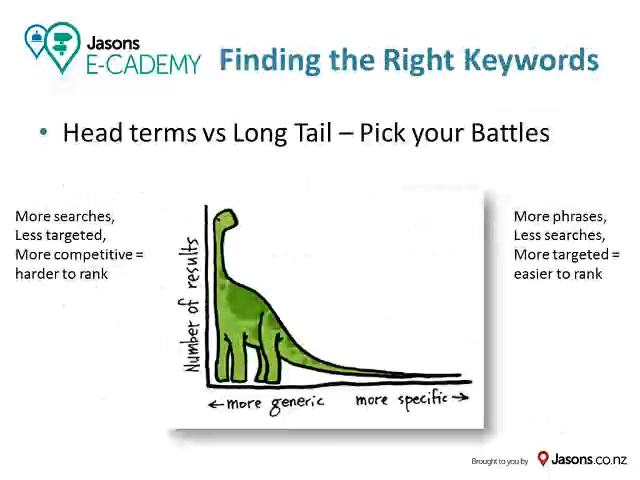 Jasons
E-CADEMY
Finding the Right Keywords
• Head terms vs Long Tail – Pick your Battles
More searches,
Less targeted,
More competitive =
harder to rank
Number of results
←more generic
more specific→
More phrases,
Less searches,
More targeted =
easier to rank
Brought to you by
Jasons.co.nz